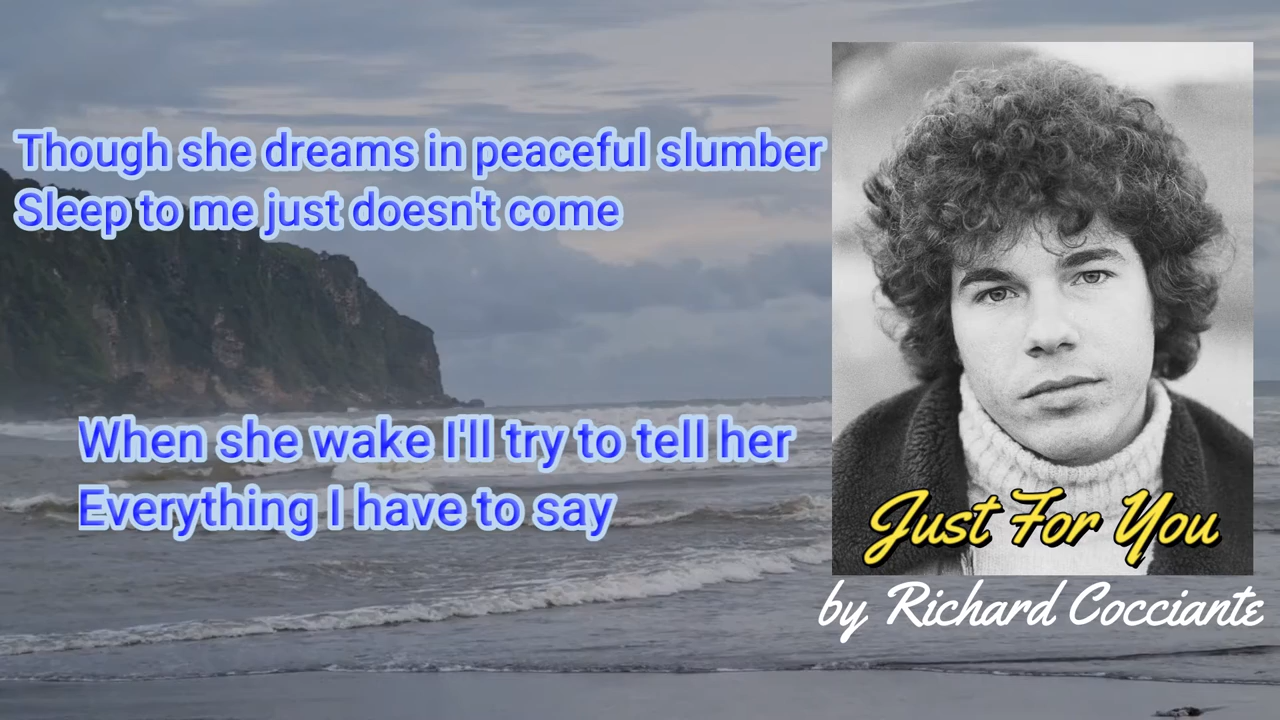 Though she dreams in peaceful slumber
Sleep to me just doesn't come
When she wake I'll try to tell her
Everything I have to say
Just For You
by Richard Cocciante